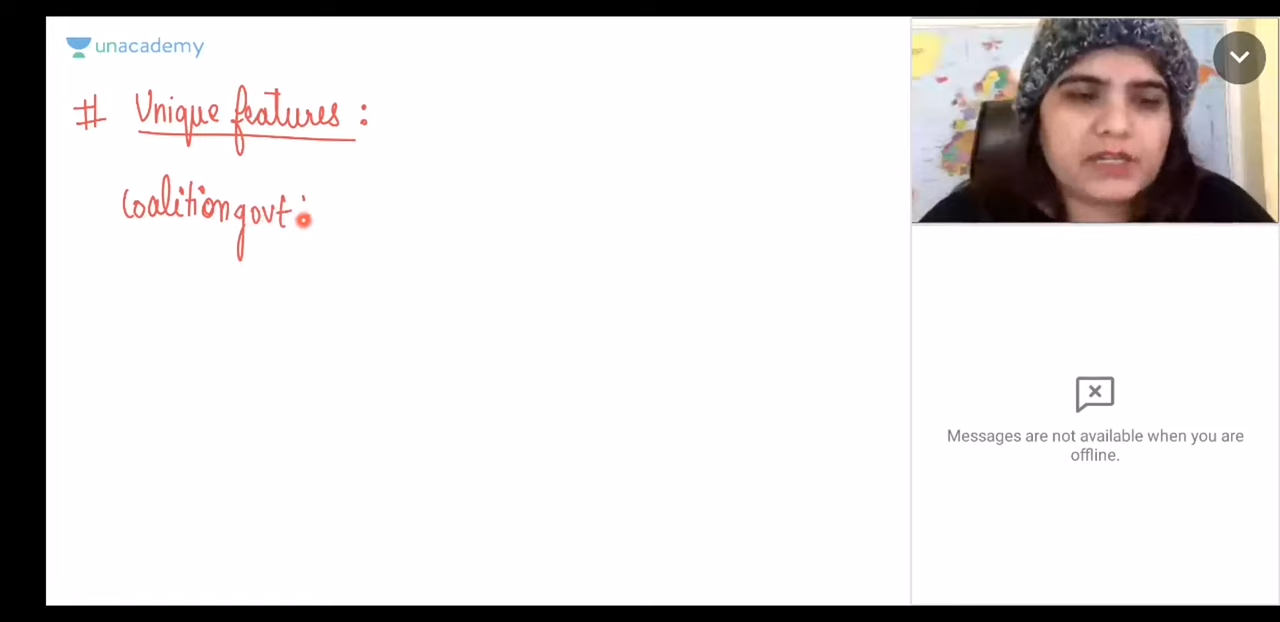 unacademy
# Unique features :
Coalition govt :
Messages are not available when you are
offline.